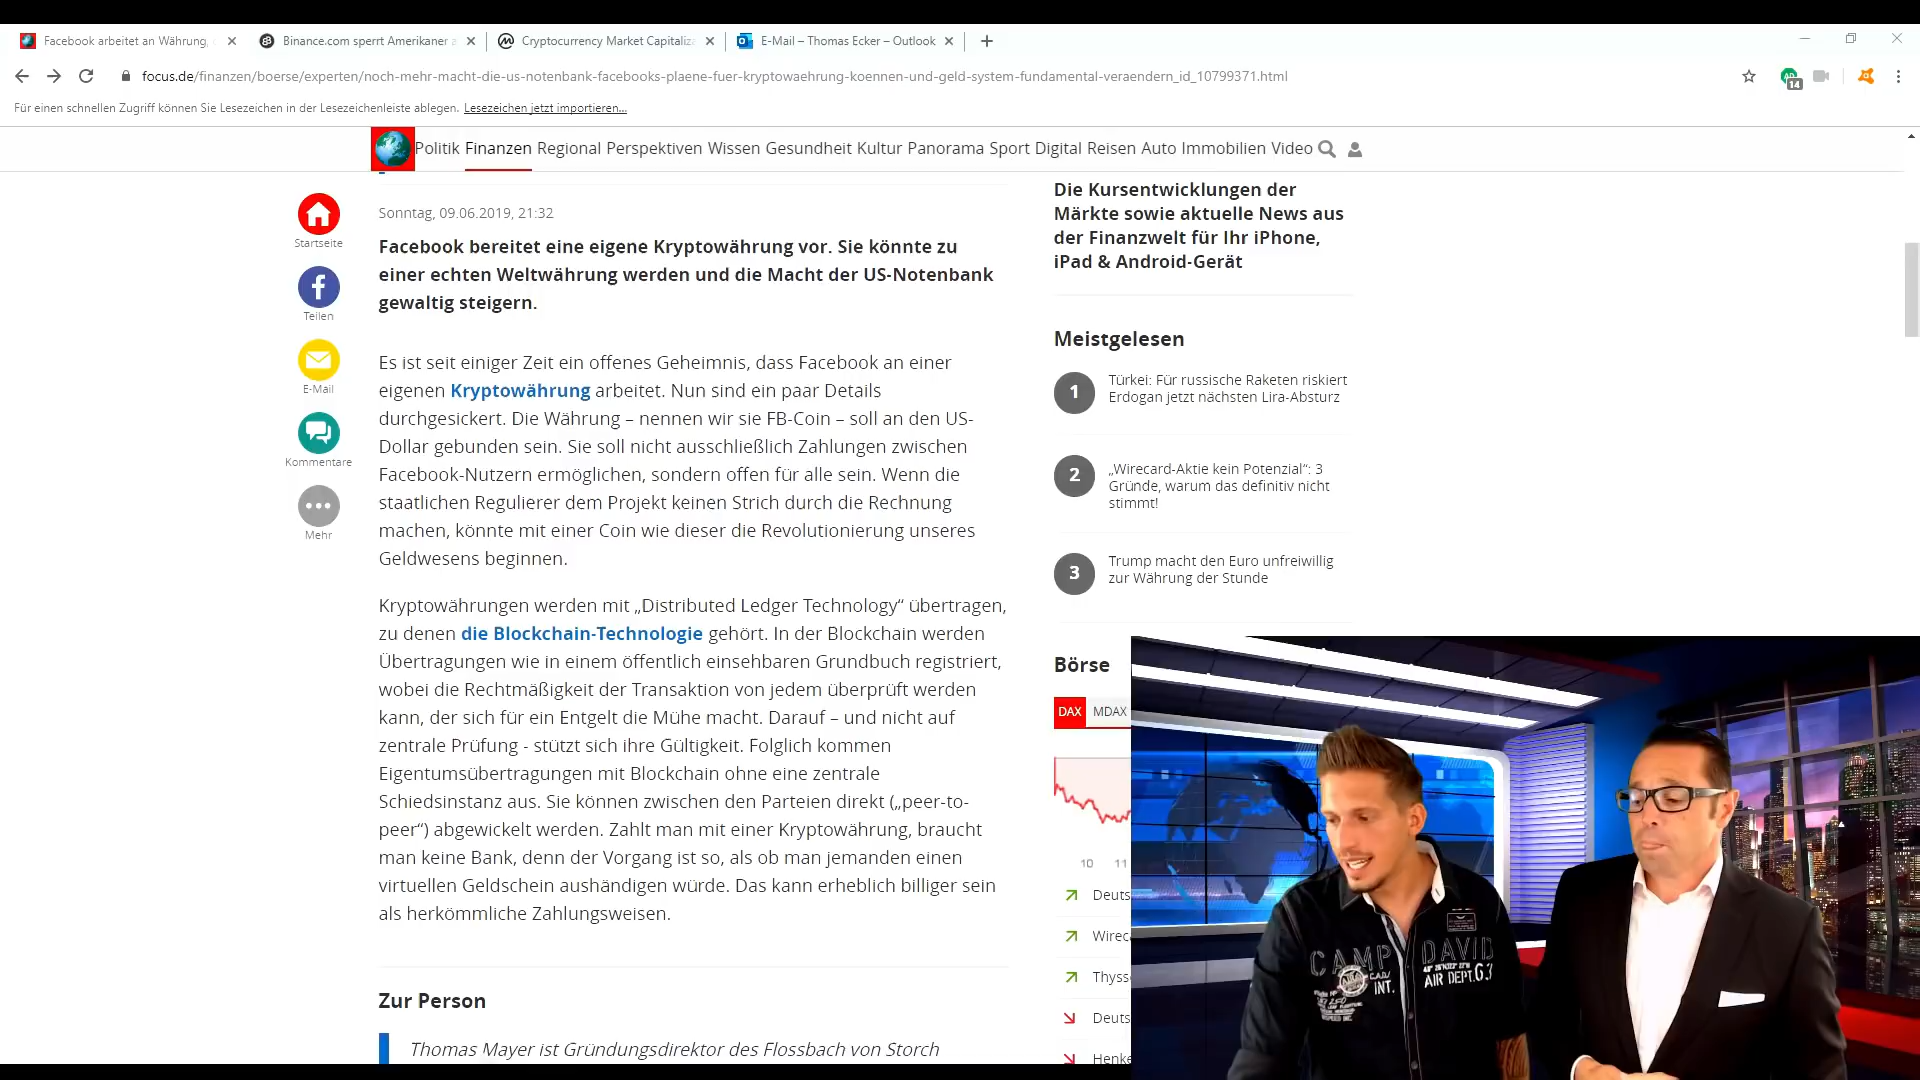 Facebook arbeitet an Währung,
Binance.com sperrt Amerikaner a
Cryptocurrency Market Capitaliza
E-Mail – Thomas Ecker – Outlook
focus.de/finanzen/boerse/experten/noch-mehr-macht-die-us-notenbank-facebooks-plaene-fuer-kryptowaehrung-koennen-und-geld-system-fundamental-veraendern_id_10799371.html
14
Für einen schnellen Zugriff können Sie Lesezeichen in der Lesezeichenleiste ablegen. Lesezeichen jetzt importieren...
Politik Finanzen Regional Perspektiven Wissen Gesundheit Kultur Panorama Sport Digital Reisen Auto Immobilien Video
Startseite
Teilen
E-Mail
Kommentare
Mehr
Sonntag, 09.06.2019, 21:32
Facebook bereitet eine eigene Kryptowährung vor. Sie könnte zu
einer echten Weltwährung werden und die Macht der US-Notenbank
gewaltig steigern.
Es ist seit einiger Zeit ein offenes Geheimnis, dass Facebook an einer
eigenen Kryptowährung arbeitet. Nun sind ein paar Details
durchgesickert. Die Währung – nennen wir sie FB-Coin – soll an den US-
Dollar gebunden sein. Sie soll nicht ausschließlich Zahlungen zwischen
Facebook-Nutzern ermöglichen, sondern offen für alle sein. Wenn die
staatlichen Regulierer dem Projekt keinen Strich durch die Rechnung
machen, könnte mit einer Coin wie dieser die Revolutionierung unseres
Geldwesens beginnen.
Kryptowährungen werden mit „Distributed Ledger Technology“ übertragen,
zu denen die Blockchain-Technologie gehört. In der Blockchain werden
Übertragungen wie in einem öffentlich einsehbaren Grundbuch registriert,
wobei die Rechtmäßigkeit der Transaktion von jedem überprüft werden
kann, der sich für ein Entgelt die Mühe macht. Darauf – und nicht auf
zentrale Prüfung - stützt sich ihre Gültigkeit. Folglich kommen
Eigentumsübertragungen mit Blockchain ohne eine zentrale
Schiedsinstanz aus. Sie können zwischen den Parteien direkt („peer-to-
peer“) abgewickelt werden. Zahlt man mit einer Kryptowährung, braucht
man keine Bank, denn der Vorgang ist so, als ob man jemanden einen
virtuellen Geldschein aushändigen würde. Das kann erheblich billiger sein
als herkömmliche Zahlungsweisen.
Zur Person
Thomas Mayer ist Gründungsdirektor des Flossbach von Storch
Die Kursentwicklungen der
Märkte sowie aktuelle News aus
der Finanzwelt für Ihr iPhone,
iPad & Android-Gerät
Meistgelesen
1
Türkei: Für russische Raketen riskiert
Erdogan jetzt nächsten Lira-Absturz
2
„Wirecard-Aktie kein Potenzial“: 3
Gründe, warum das definitiv nicht
stimmt!
3
Trump macht den Euro unfreiwillig
zur Währung der Stunde
Börse
DAX MDAX
10 11
Deuts
Wirec
Thyss
Deuts
Henke
CAMP DAVID
AIR DEPT.63
INT.